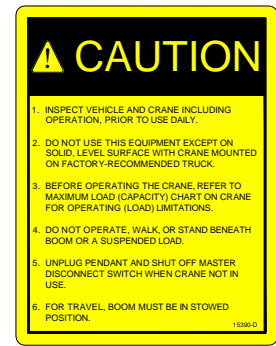 CAUTION
1. INSPECT VEHICLE AND CRANE INCLUDING
OPERATION, PRIOR TO USE DAILY.
2. DO NOT USE THIS EQUIPMENT EXCEPT ON
SOLID, LEVEL SURFACE WITH CRANE MOUNTED
ON FACTORY-RECOMMENDED TRUCK.
3. BEFORE OPERATING THE CRANE, REFER TO
MAXIMUM LOAD (CAPACITY) CHART ON CRANE
FOR OPERATING (LOAD) LIMITATIONS.
4. DO NOT OPERATE, WALK, OR STAND BENEATH
BOOM OR A SUSPENDED LOAD.
5. UNPLUG PENDANT AND SHUT OFF MASTER
DISCONNECT SWITCH WHEN CRANE NOT IN
USE.
6. FOR TRAVEL, BOOM MUST BE IN STOWED
POSITION.
15390-D